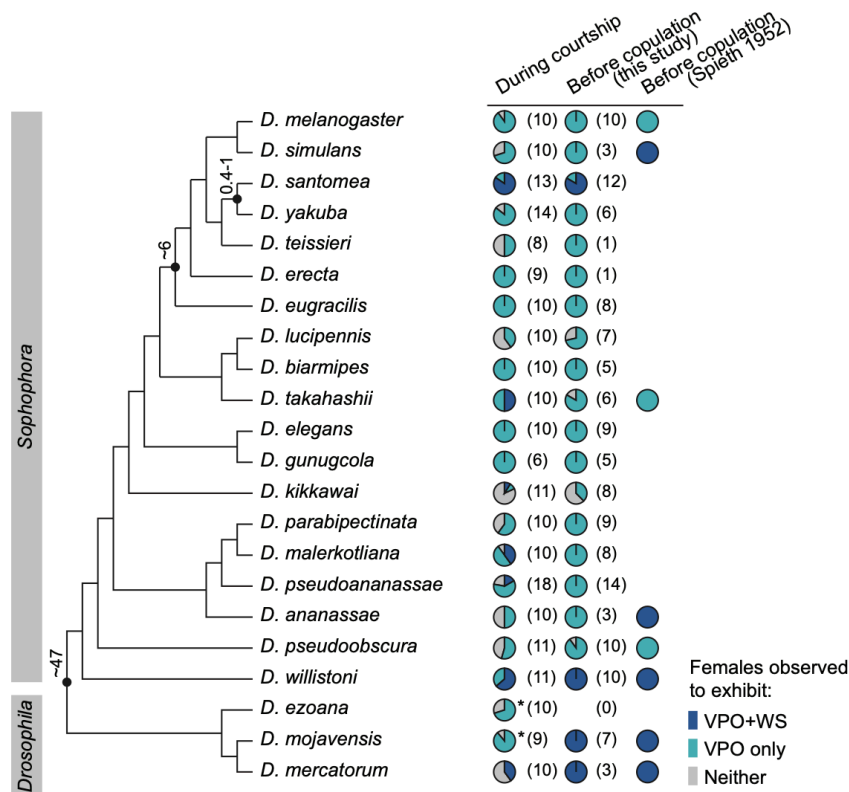 During courtship
Before copulation
(this study)
Before copulation
(Spieth 1952)
Sophophora
Drosophila
0.4-1
~6
~47
D. melanogaster (10) (10)
D. simulans (10) (3)
D. santomea (13) (12)
D. yakuba (14) (6)
D. teissieri (8) (1)
D. erecta (9) (1)
D. eugracilis (10) (8)
D. lucipennis (10) (7)
D. biarmipes (10) (5)
D. takahashii (10) (6)
D. elegans (10) (9)
D. gunugcola (6) (5)
D. kikkawai (11) (8)
D. parabipectinata (10) (9)
D. malerkotliana (10) (8)
D. pseudoananassae (18) (14)
D. ananassae (10) (3)
D. pseudoobscura (11) (10)
D. willistoni (11) (10)
D. ezoana *(10) (0)
D. mojavensis *(9) (7)
D. mercatorum (10) (3)
Females observed
to exhibit:
VPO+WS
VPO only
Neither